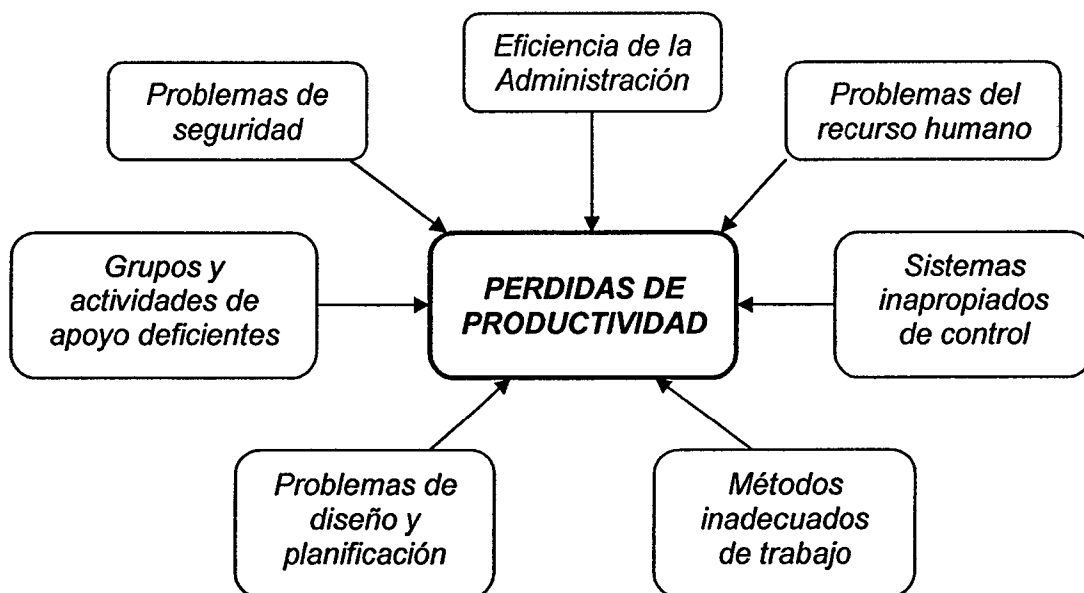 Eficiencia de la
Administración
Problemas de
seguridad
Problemas del
recurso humano
Grupos y
actividades de
apoyo deficientes
PERDIDAS DE
PRODUCTIVIDAD
Sistemas
inapropiados
de control
Problemas de
diseño y
planificación
Métodos
inadecuados
de trabajo